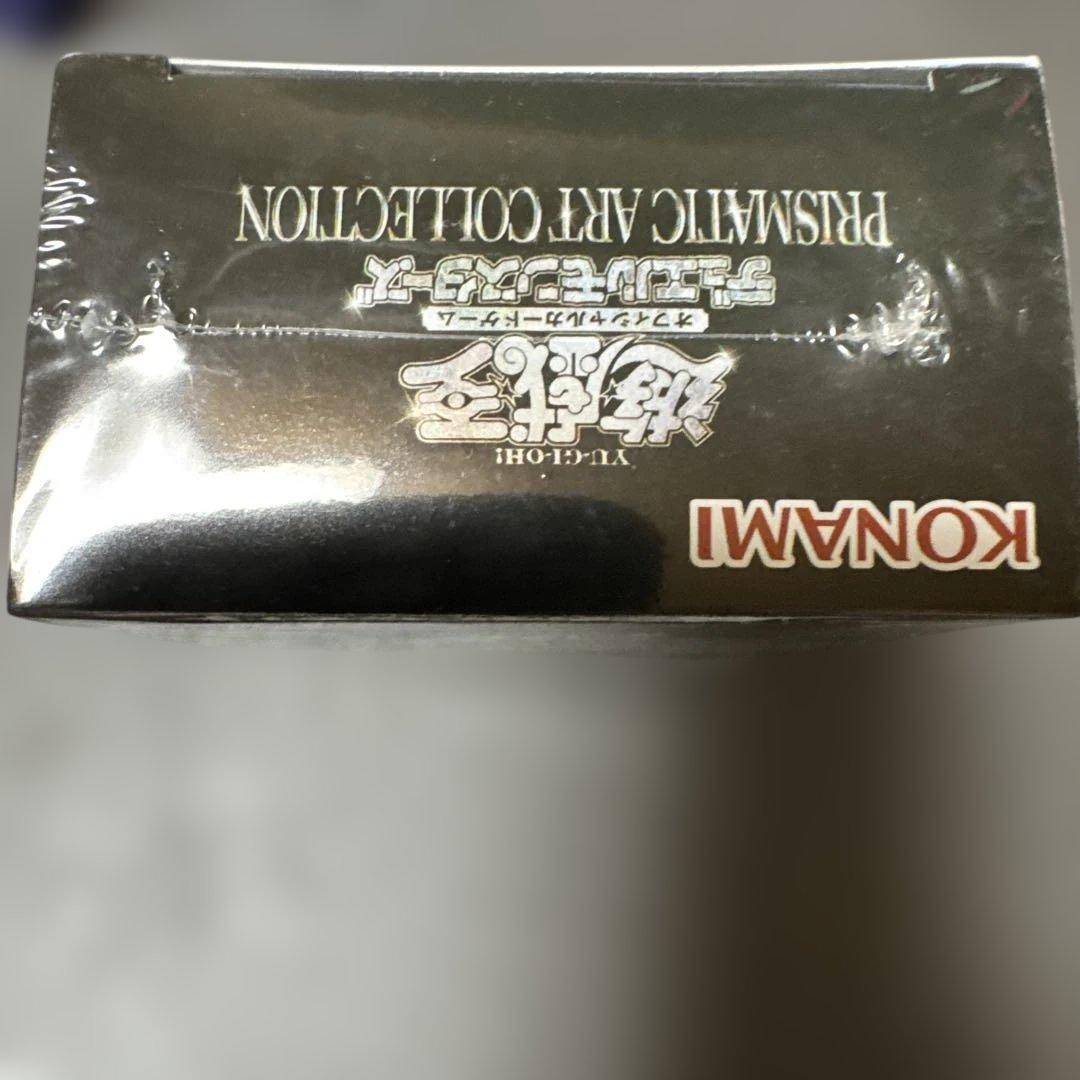 KONAMI
YU-GI-OH!
遊戯王
オフィシャルカードゲーム
デュエルモンスターズ
PRISMATIC ART COLLECTION